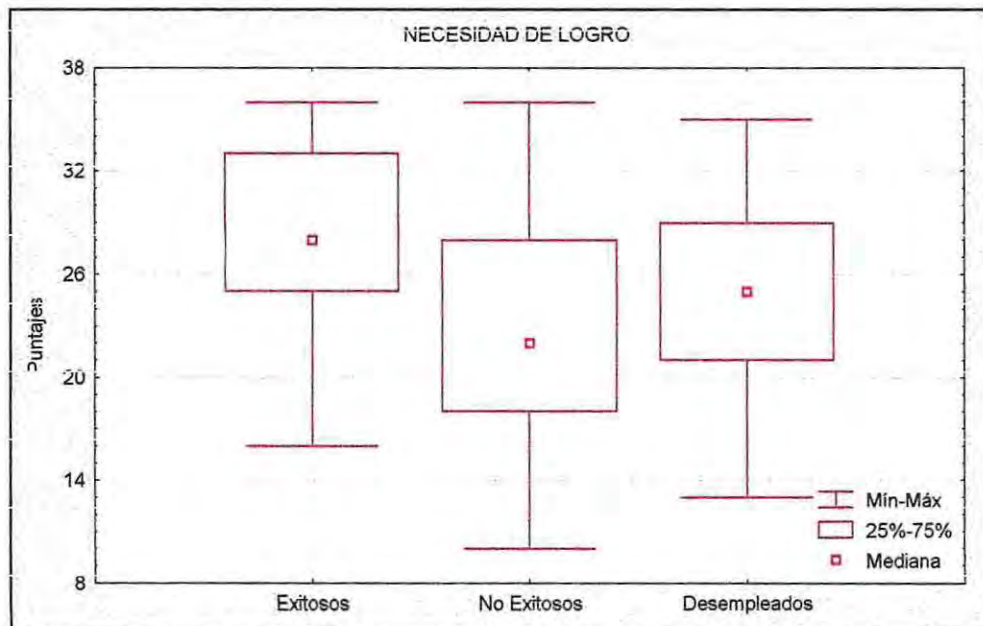 NECESIDAD DE LOGRO
38
32
26
20
14
8
Puntajes
Exitosos
No Exitosos
Desempleados
Mín-Máx
25%-75%
Mediana